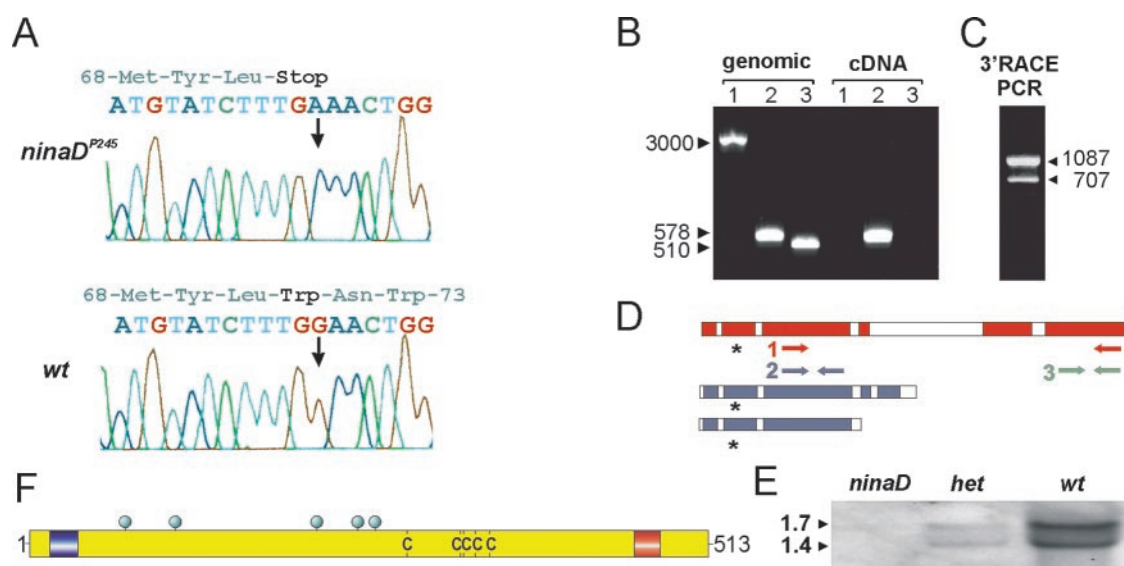 A
68-Met-Tyr-Leu-Stop
ATGTATCTTTGAAACTGG
ninaD^P245
68-Met-Tyr-Leu-Trp-Asn-Trp-73
ATGTATCTTTGGAACTGG
wt
B
genomic cDNA
1 2 3 1 2 3
3000
578
510
C
3'RACE
PCR
1087
707
D
1
*
2
3
*
*
E
ninaD het wt
1.7
1.4
F
1 C CCCC 513